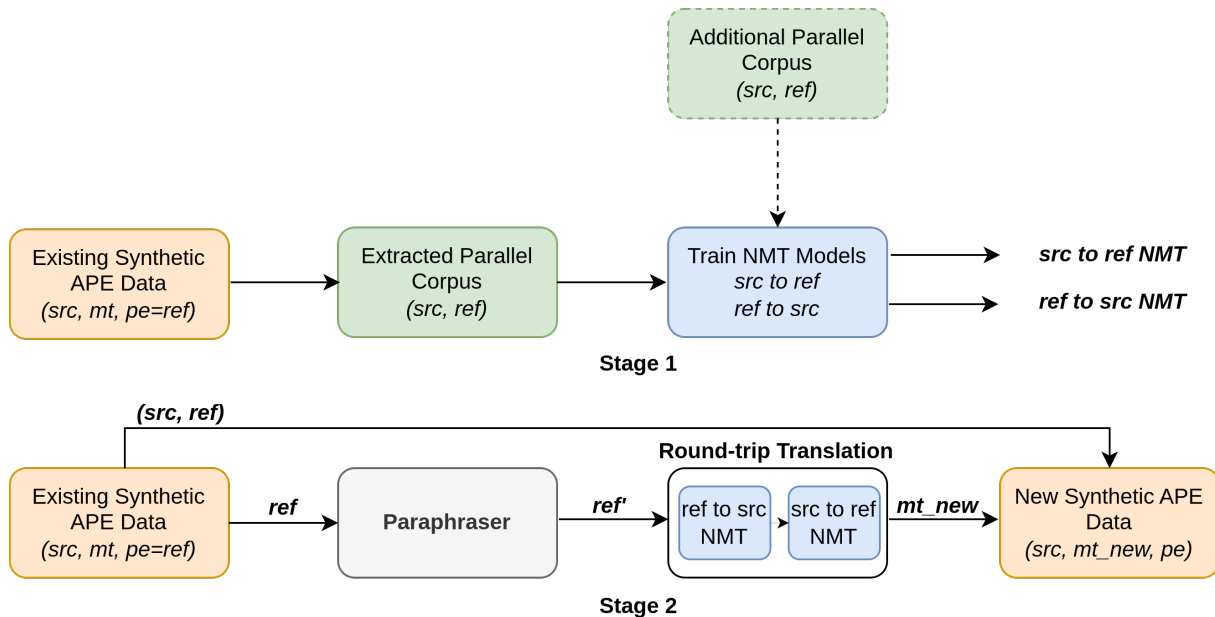 Additional Parallel
Corpus
(src, ref)
Existing Synthetic
APE Data
(src, mt, pe=ref)
Extracted Parallel
Corpus
(src, ref)
Train NMT Models
src to ref
ref to src
src to ref NMT
ref to src NMT
Stage 1
(src, ref)
Existing Synthetic
APE Data
(src, mt, pe=ref)
ref
Paraphraser
ref'
Round-trip Translation
ref to src
NMT
src to ref
NMT
mt_new
New Synthetic APE
Data
(src, mt_new, pe)
Stage 2